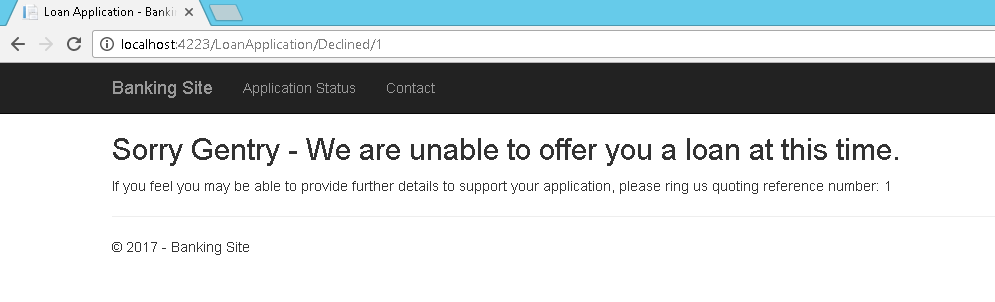 Loan Application - Banki
localhost:4223/LoanApplication/Declined/1
Banking Site Application Status Contact
Sorry Gentry - We are unable to offer you a loan at this time.
If you feel you may be able to provide further details to support your application, please ring us quoting reference number: 1
© 2017 - Banking Site